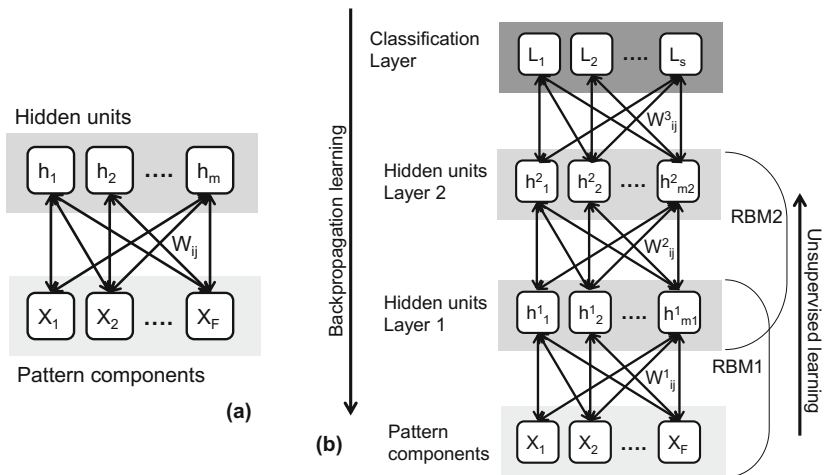 Hidden units
h1 h2 .... hm
Wij
X1 X2 .... XF
Pattern components
(a)
Backpropagation learning
Classification
Layer
L1 L2 .... Ls
W3ij
Hidden units
Layer 2
h21 h22 .... h2m2
RBM2
W2ij
Hidden units
Layer 1
h11 h12 .... h1m1
RBM1
W1ij
Unsupervised learning
Pattern
components
X1 X2 .... XF
(b)